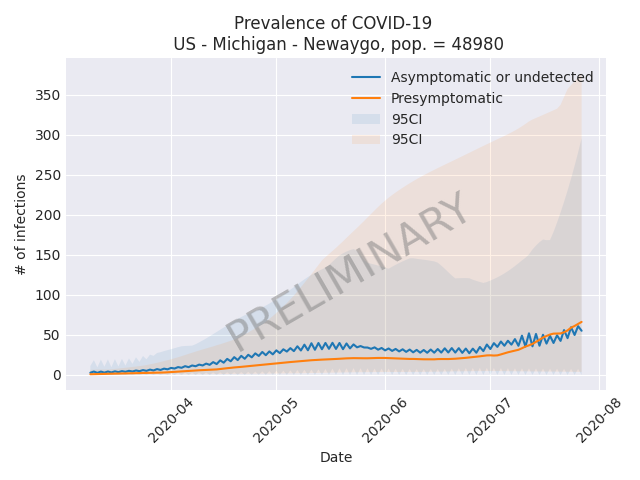 Prevalence of COVID-19
US - Michigan - Newaygo, pop. = 48980
Asymptomatic or undetected
Presymptomatic
95CI
95CI
PRELIMINARY
# of infections
350
300
250
200
150
100
50
0
2020-04
2020-05
2020-06
2020-07
2020-08
Date